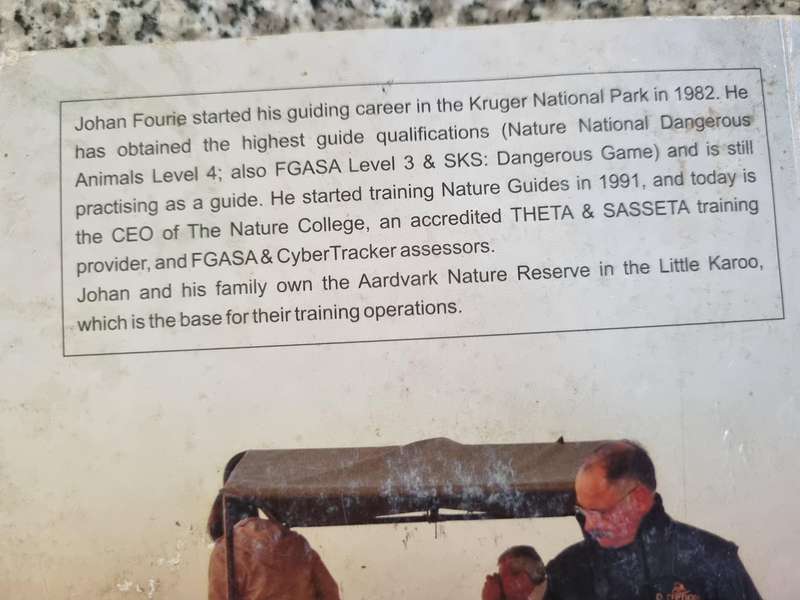 Johan Fourie started his guiding career in the Kruger National Park in 1982. He
has obtained the highest guide qualifications (Nature National Dangerous
Animals Level 4; also FGASA Level 3 & SKS: Dangerous Game) and is still
practising as a guide. He started training Nature Guides in 1991, and today is
the CEO of The Nature College, an accredited THETA & SASSETA training
provider, and FGASA & CyberTracker assessors.
Johan and his family own the Aardvark Nature Reserve in the Little Karoo,
which is the base for their training operations.